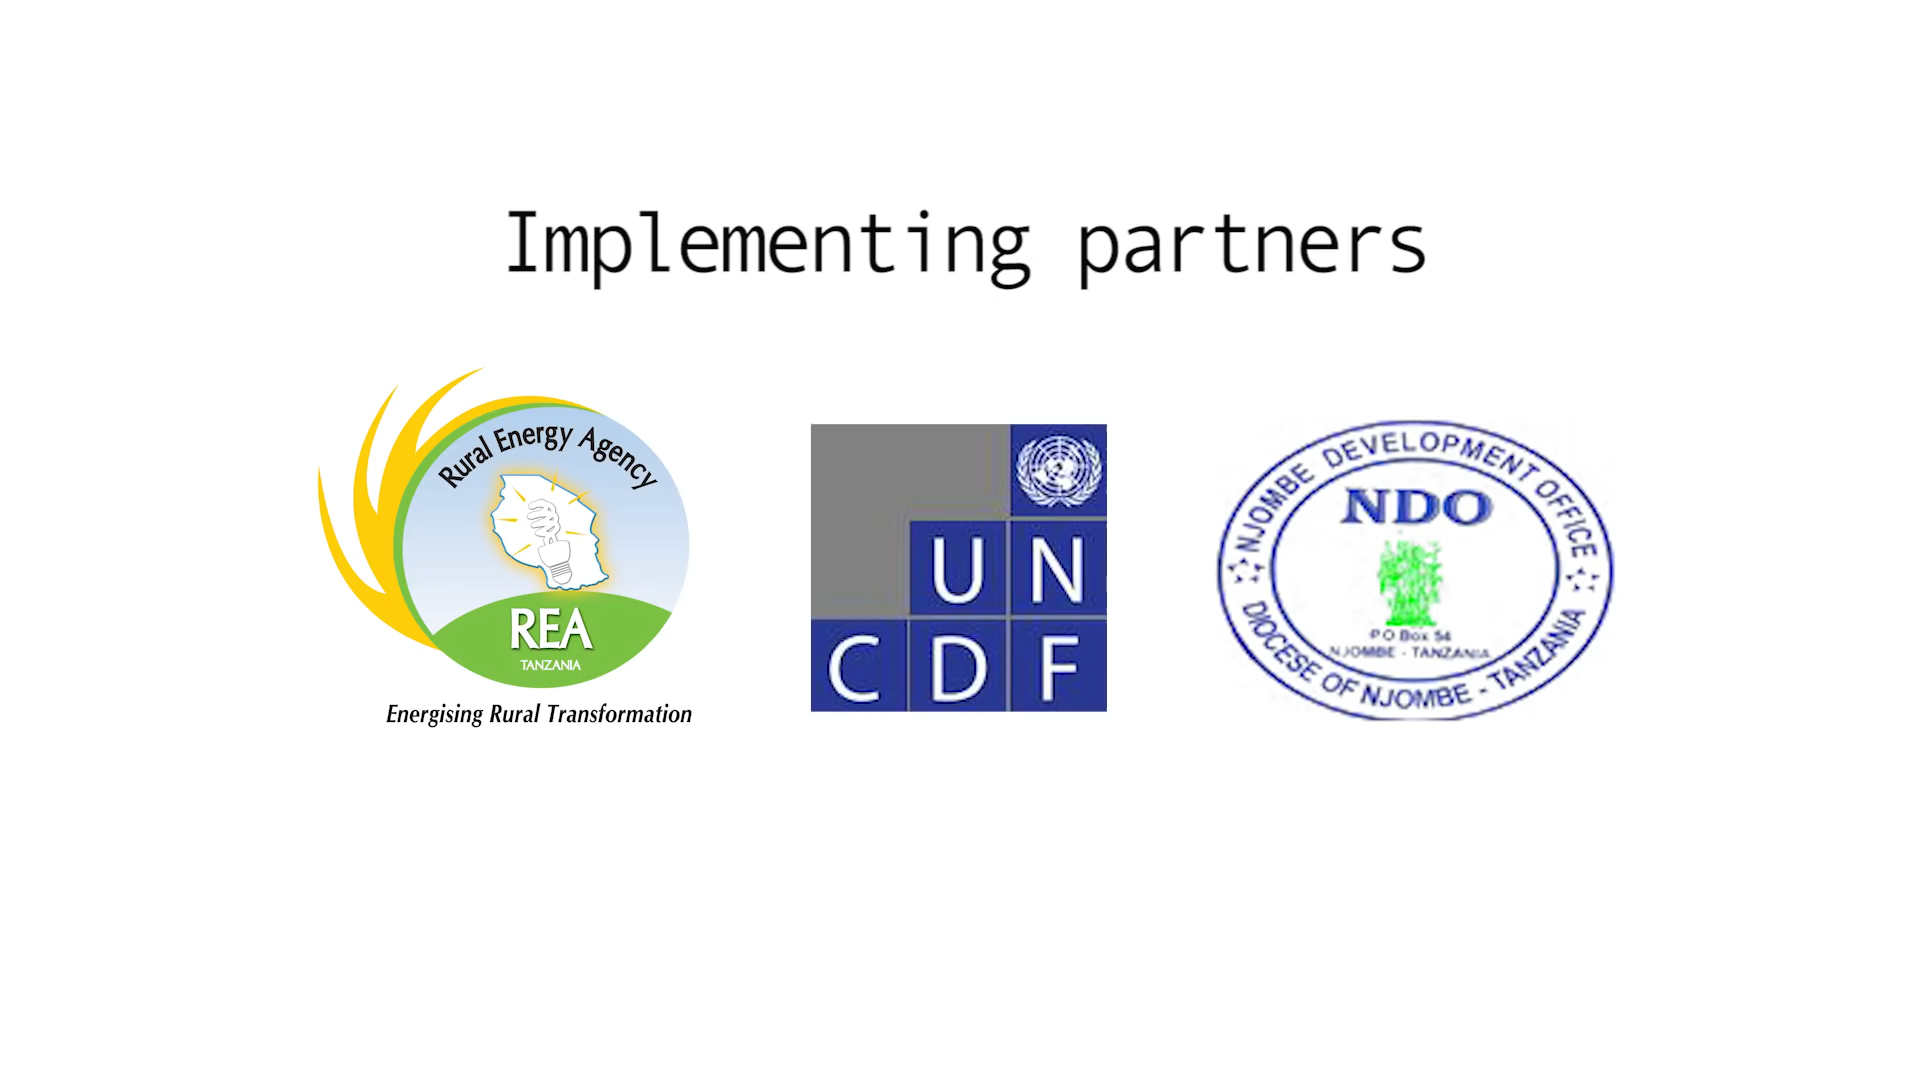 Implementing partners
Rural Energy Agency
REA
TANZANIA
Energising Rural Transformation
U N
C D F
NJOMBE DEVELOPMENT OFFICE
NDO
P O Box 54
NJOMBE - TANZANIA
DIOCESE OF NJOMBE - TANZANIA